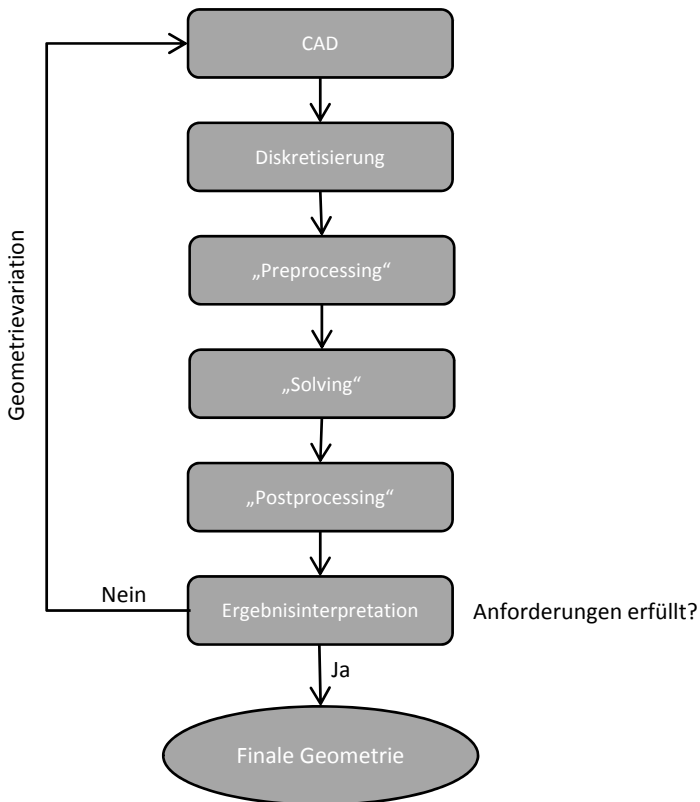 CAD
Diskretisierung
Geometrievariation
„Preprocessing“
„Solving“
„Postprocessing“
Nein
Ergebnisinterpretation
Anforderungen erfüllt?
Ja
Finale Geometrie